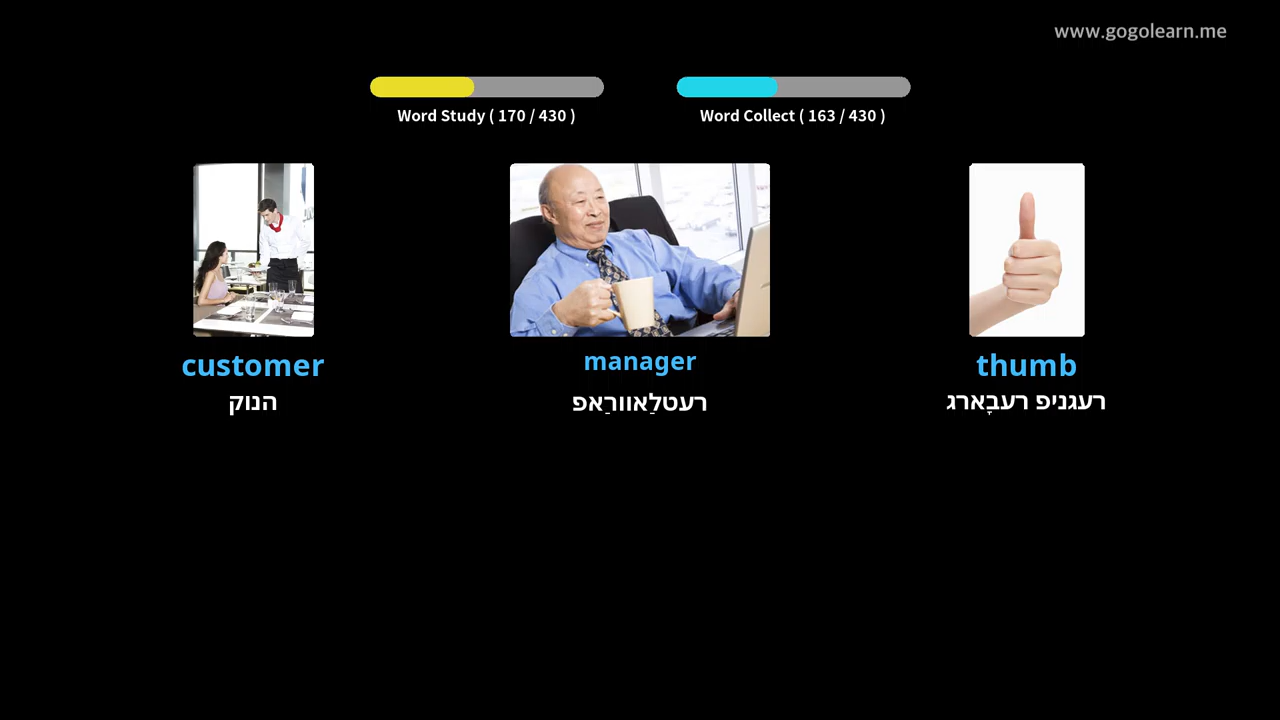 www.gogolearn.me
Word Study ( 170 / 430 )
Word Collect ( 163 / 430 )
customer
הנוק
manager
רעטלַאוורַאפ
thumb
רעגניפ רעבָארג